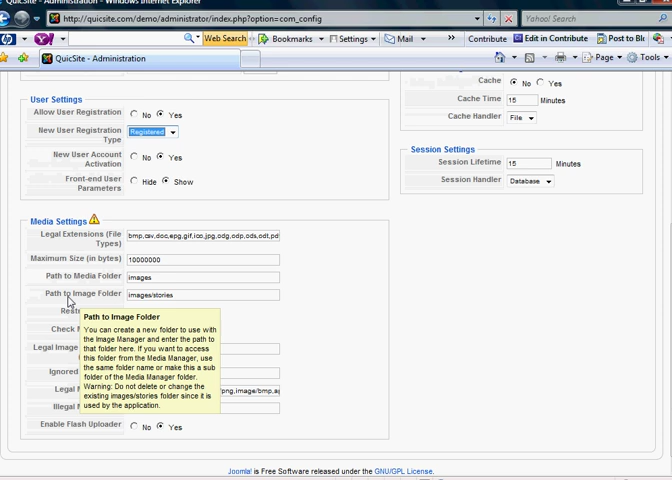 QuicSite - Administration - Windows Internet Explorer
http://quicsite.com/demo/administrator/index.php?option=com_config
Yahoo! Search
Web Search
Bookmarks
Settings
Mail
Contribute
Edit in Contribute
Post to Blo
QuicSite - Administration
Page
Tools
User Settings
Allow User Registration
No
Yes
New User Registration
Type
Registered
New User Account
Activation
No
Yes
Front-end User
Parameters
Hide
Show
Cache
No
Yes
Cache Time
15
Minutes
Cache Handler
File
Session Settings
Session Lifetime
15
Minutes
Session Handler
Database
Media Settings
Legal Extensions (File
Types)
bmp,csv,doc,epg,gif,ico,jpg,odg,odp,ods,odt,pdf
Maximum Size (in bytes)
10000000
Path to Media Folder
images
Path to Image Folder
images/stories
Restr
Check M
Legal Image
Ignored
Legal M
png,image/bmp,ap
Illegal M
Path to Image Folder
You can create a new folder to use with
the Image Manager and enter the path to
that folder here. If you want to access
this folder from the Media Manager, use
the same folder name or make this a sub
folder of the Media Manager folder.
Warning: Do not delete or change the
existing images/stories folder since it is
used by the application.
Enable Flash Uploader
No
Yes
Joomla! is Free Software released under the GNU/GPL License.